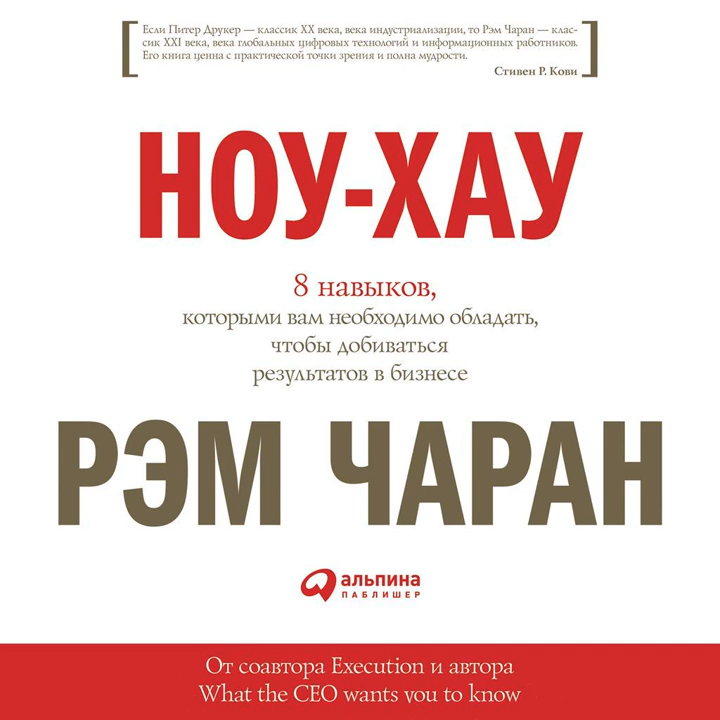 Если Питер Друкер — классик XX века, века индустриализации, то Рэм Чаран — клас-
сик XXI века, века глобальных цифровых технологий и информационных работников.
Его книга ценна с практической точки зрения и полна мудрости.
Стивен Р. Кови
НОУ-ХАУ
8 навыков,
которыми вам необходимо обладать,
чтобы добиваться
результатов в бизнесе
РЭМ ЧАРАН
альпина
ПАБЛИШЕР
От соавтора Execution и автора
What the CEO wants you to know